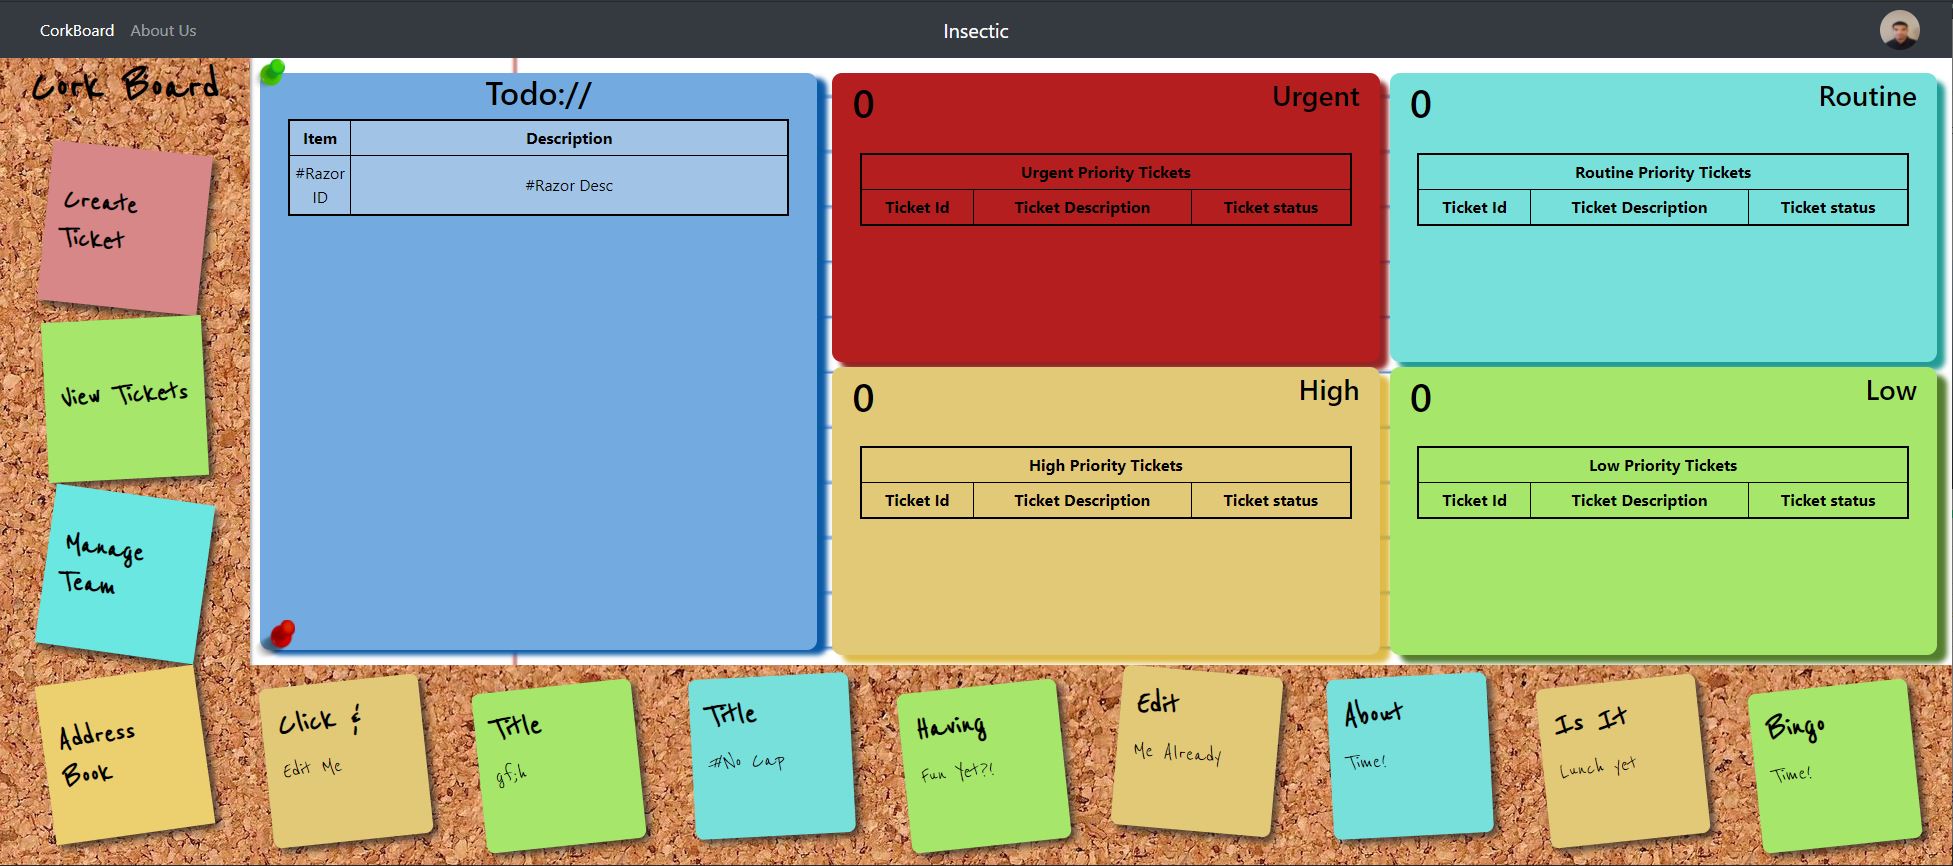 CorkBoard About Us
Insectic
Cork Board
Create
Ticket
View Tickets
Manage
Team
Address
Book
Todo://
Item Description
#Razor
ID
#Razor Desc
0 Urgent
Urgent Priority Tickets
Ticket Id Ticket Description Ticket status
0 Routine
Routine Priority Tickets
Ticket Id Ticket Description Ticket status
0 High
High Priority Tickets
Ticket Id Ticket Description Ticket status
0 Low
Low Priority Tickets
Ticket Id Ticket Description Ticket status
Click &
Edit Me
Title
gf;h
Title
#No Cap
Having
Fun Yet?!
Edit
Me Already
About
Time!
Is It
Lunch yet
Bingo
Time!